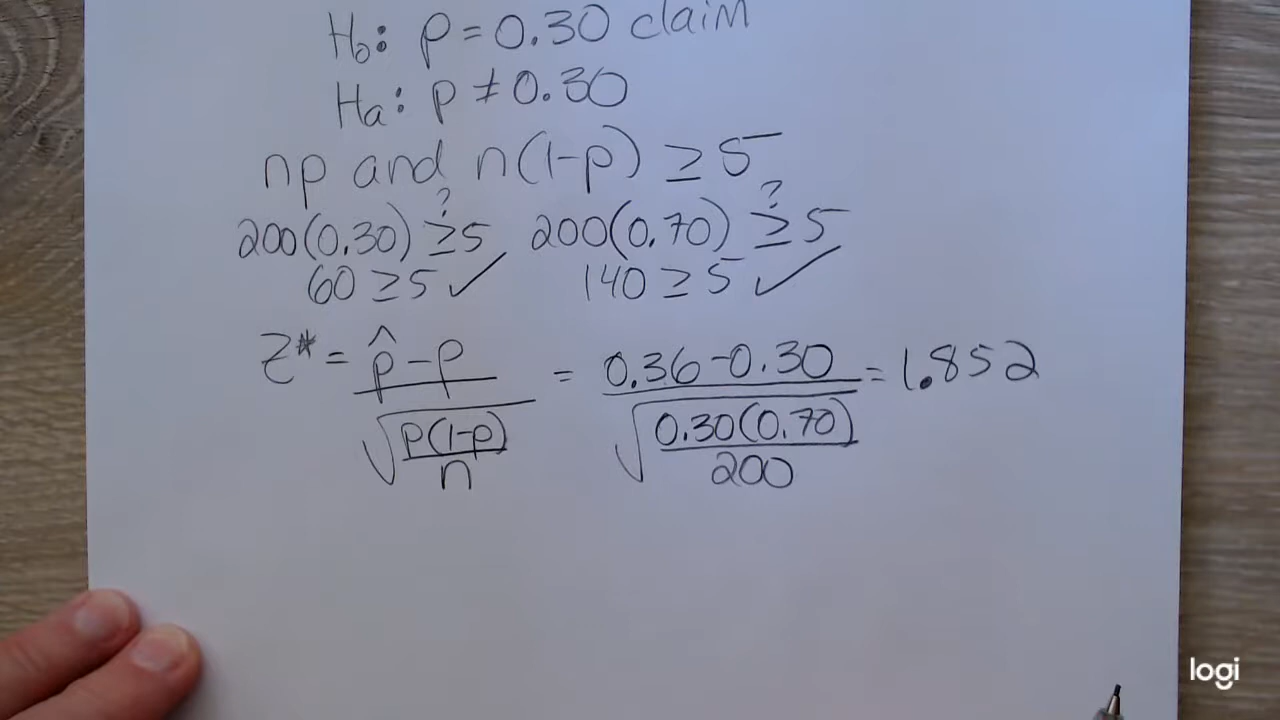 H₀: p = 0.30 claim
Hₐ: p ≠ 0.30
np and n(1-p) ≥ 5
200(0.30) ≥? 5 200(0.70) ≥? 5
60 ≥ 5 ✓ 140 ≥ 5 ✓
z* = (p̂ - p) / √(p(1-p)/n) = (0.36 - 0.30) / √(0.30(0.70)/200) = 1.852
logi